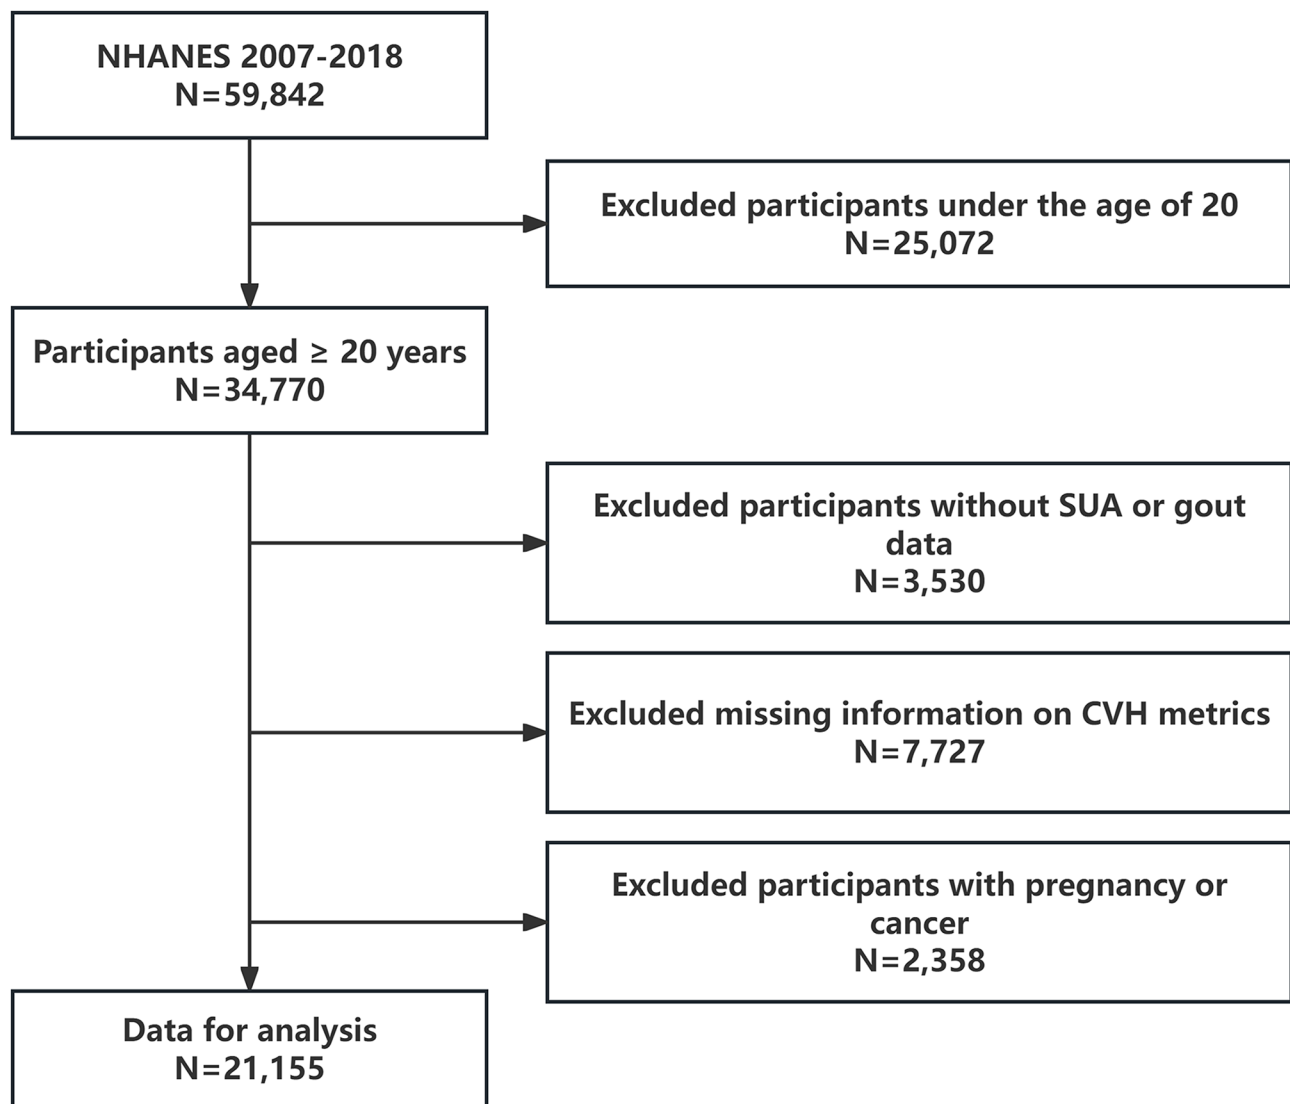 NHANES 2007-2018
N=59,842
Excluded participants under the age of 20
N=25,072
Participants aged ≥ 20 years
N=34,770
Excluded participants without SUA or gout
data
N=3,530
Excluded missing information on CVH metrics
N=7,727
Excluded participants with pregnancy or
cancer
N=2,358
Data for analysis
N=21,155